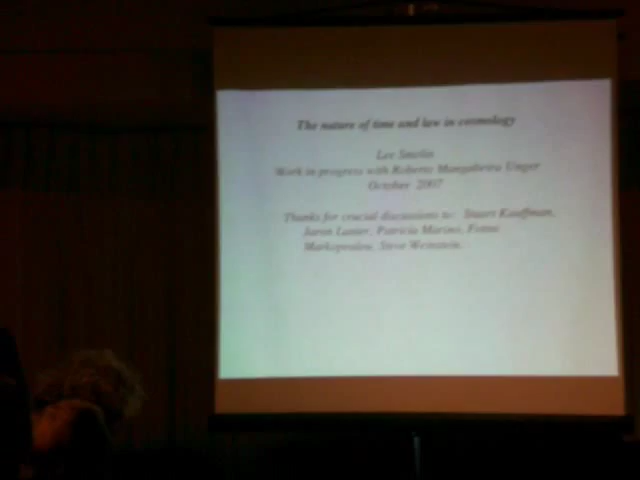 The nature of time and law in cosmology
Lee Smolin
Work in progress with Roberto Mangabeira Unger
October 2007
Thanks for crucial discussions to: Stuart Kauffman,
Jaron Lanier, Patricia Marino, Fotini
Markopoulou, Steve Weinstein.